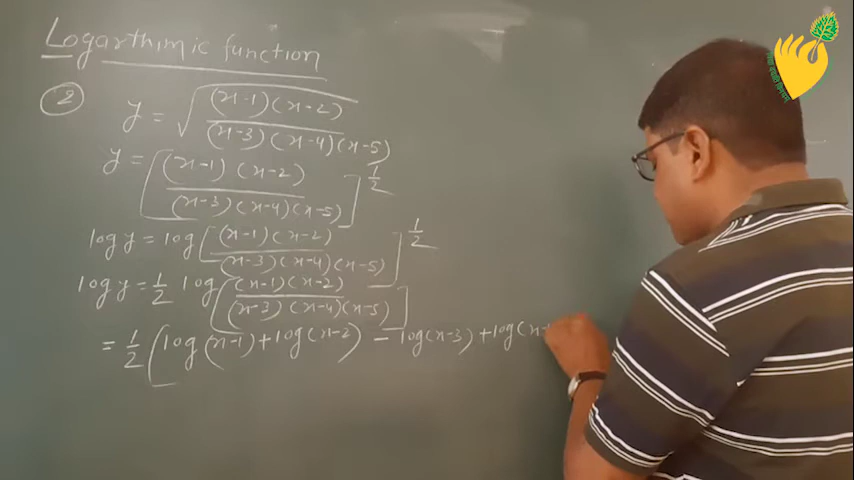 Logarthimic function
2
y = √((x-1)(x-2) / (x-3)(x-4)(x-5))
y = [(x-1)(x-2) / (x-3)(x-4)(x-5)]^1/2
log y = log [(x-1)(x-2) / (x-3)(x-4)(x-5)]^1/2
log y = 1/2 log [(x-1)(x-2) / (x-3)(x-4)(x-5)]
= 1/2 [log(x-1)+log(x-2)) - log(x-3)+log(x-